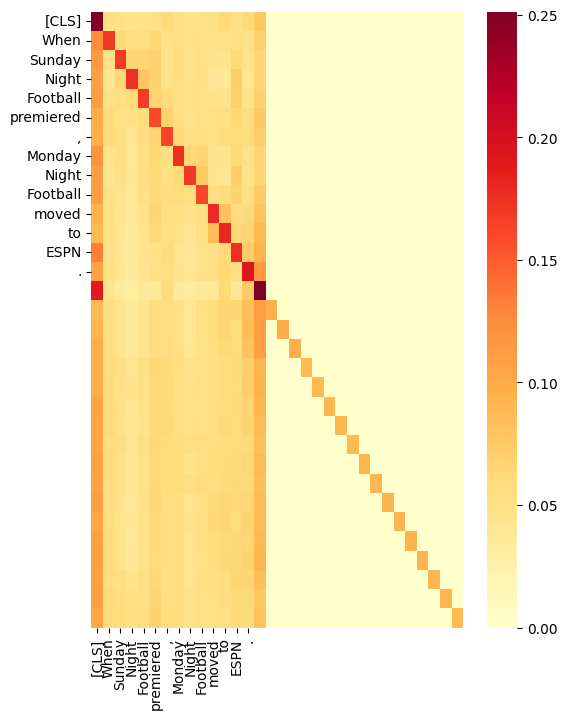 [CLS]
When
Sunday
Night
Football
premiered
,
Monday
Night
Football
moved
to
ESPN
.
0.25
0.20
0.15
0.10
0.05
0.00
[CLS]
When
Sunday
Night
Football
premiered
,
Monday
Night
Football
moved
to
ESPN
.